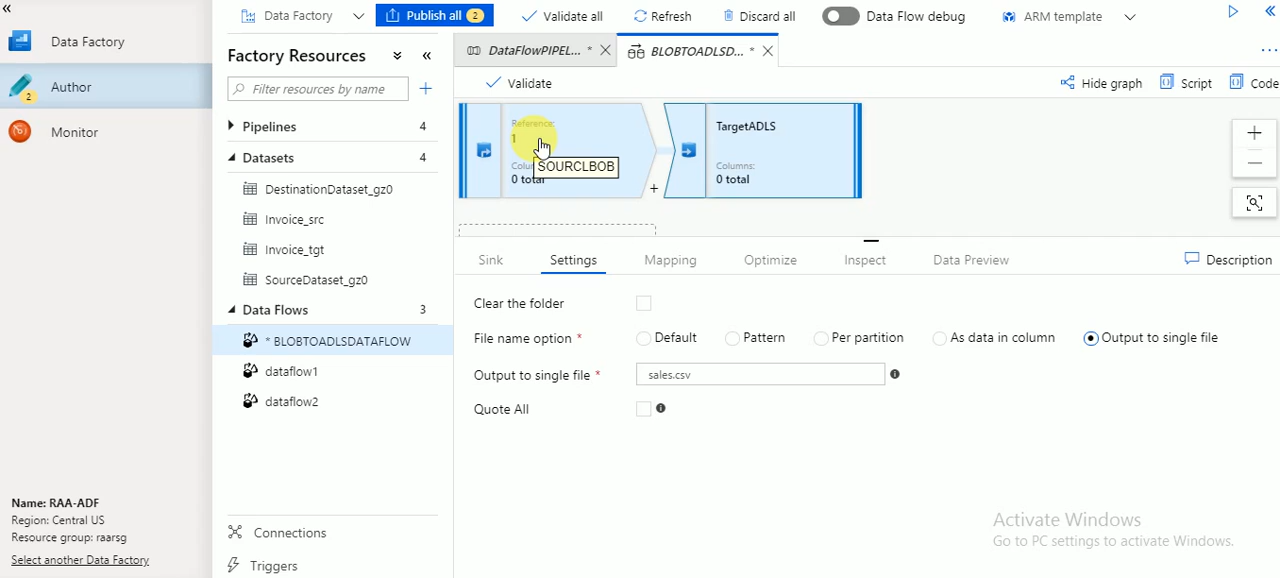 «
Data Factory
Author
2
Monitor
Name: RAA-ADF
Region: Central US
Resource group: raarsg
Select another Data Factory
Data Factory
Publish all 2
Validate all
Refresh
Discard all
Data Flow debug
ARM template
«
Factory Resources
«
Filter resources by name
+
Pipelines 4
Datasets 4
DestinationDataset_gz0
Invoice_src
Invoice_tgt
SourceDataset_gz0
Data Flows 3
* BLOBTOADLSDATAFLOW
dataflow1
dataflow2
Connections
Triggers
DataFlowPIPEL... *
BLOBTOADLSD... *
...
Validate
Hide graph
Script
Code
Reference:
1
0 total
SOURCLBOB
+
TargetADLS
Columns:
0 total
Sink
Settings
Mapping
Optimize
Inspect
Data Preview
Description
Clear the folder
File name option *
Default
Pattern
Per partition
As data in column
Output to single file
Output to single file *
sales.csv
Quote All
Activate Windows
Go to PC settings to activate Windows.